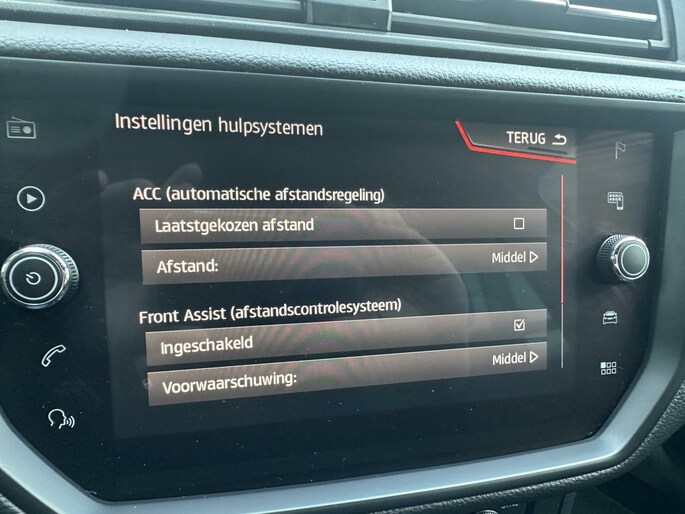 Instellingen hulpsystemen
TERUG
ACC (automatische afstandsregeling)
Laatstgekozen afstand
Afstand:
Middel
Front Assist (afstandscontrolesysteem)
Ingeschakeld
Voorwaarschuwing:
Middel